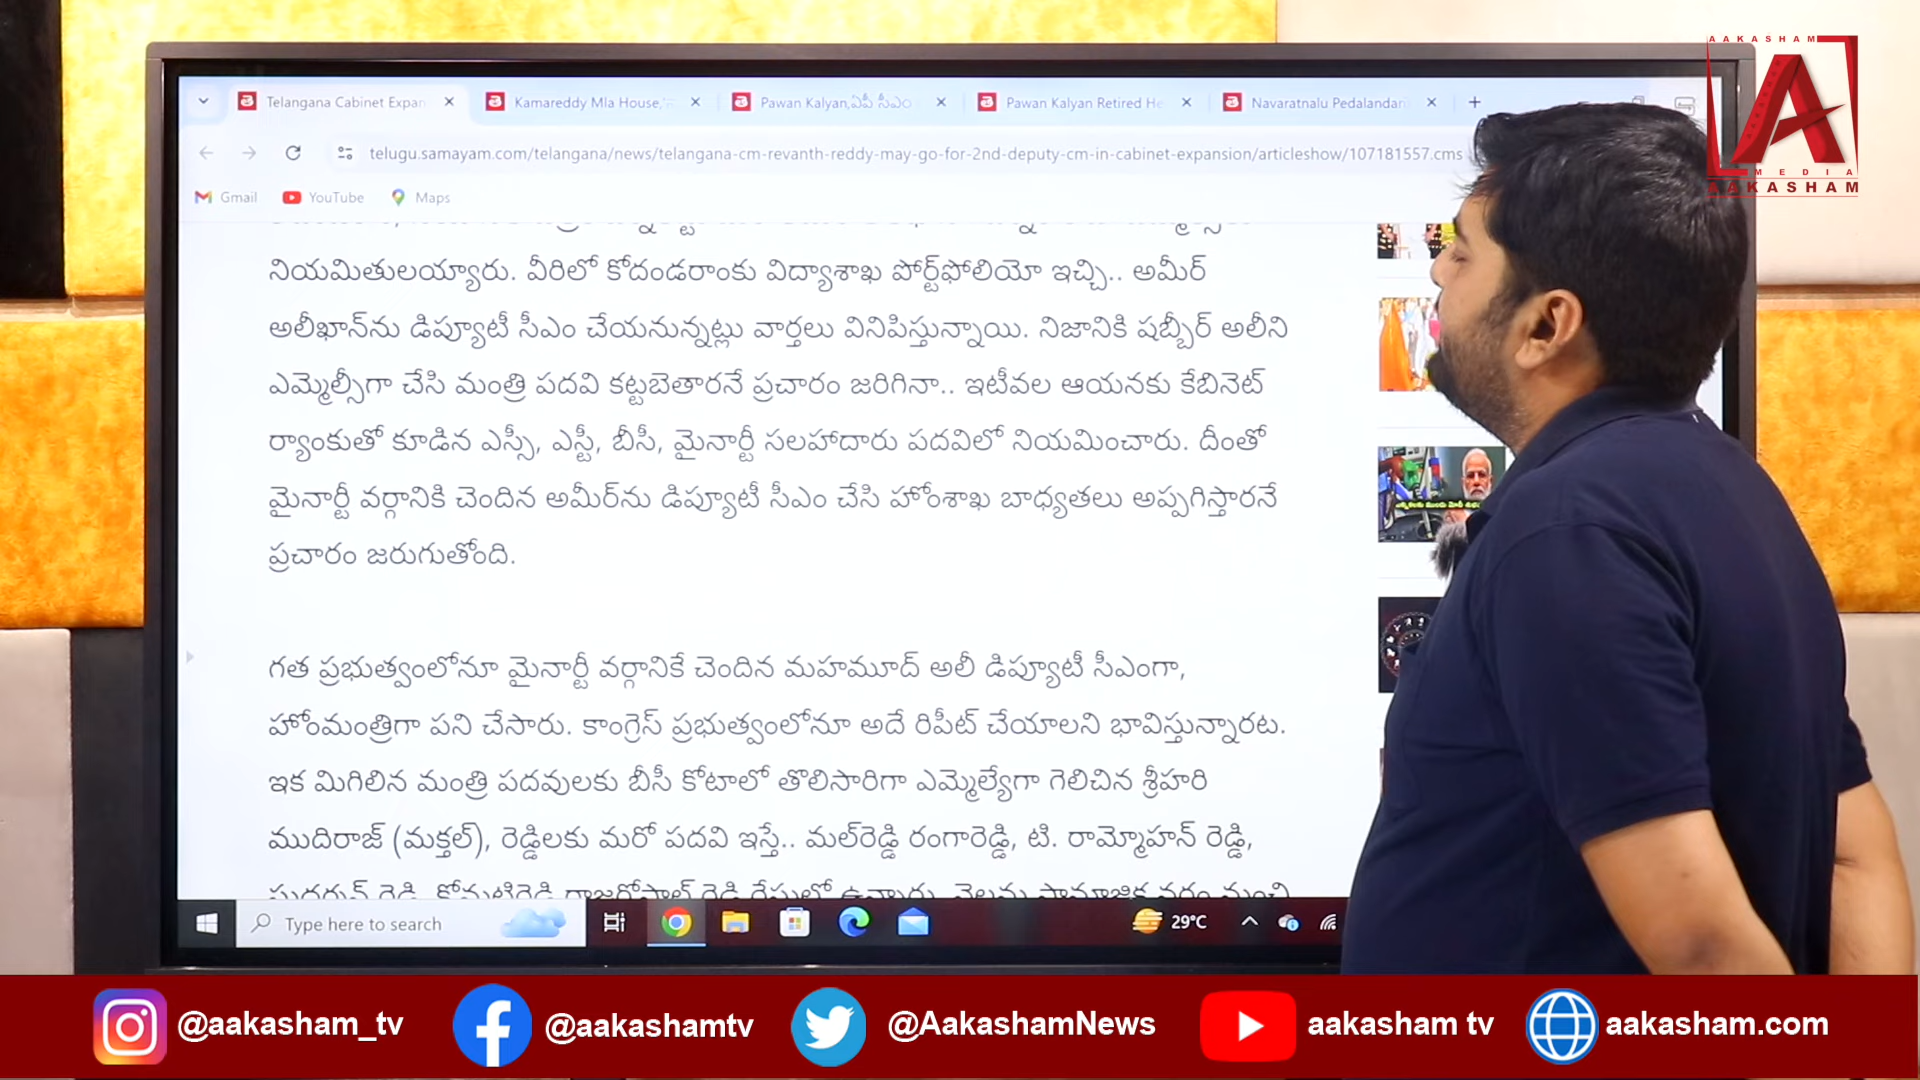 AAKASHAM
A
MEDIA
AAKASHAM
Telangana Cabinet Expan
Kamareddy Mla House,
Pawan Kalyan,ఏపీ సీఎం
Pawan Kalyan Retired He
Navaratnalu Pedalandari
telugu.samayam.com/telangana/news/telangana-cm-revanth-reddy-may-go-for-2nd-deputy-cm-in-cabinet-expansion/articleshow/107181557.cms
Gmail YouTube Maps
నియమితులయ్యారు. వీరిలో కోదండరాంకు విద్యాశాఖ పోర్ట్‌ఫోలియో ఇచ్చి.. అమీర్
అలీఖాన్‌ను డిప్యూటీ సీఎం చేయనున్నట్లు వార్తలు వినిపిస్తున్నాయి. నిజానికి షబ్బీర్ అలీని
ఎమ్మెల్సీగా చేసి మంత్రి పదవి కట్టబెతారనే ప్రచారం జరిగినా.. ఇటీవల ఆయనకు కేబినెట్
ర్యాంకుతో కూడిన ఎస్సీ, ఎస్టీ, బీసీ, మైనార్టీ సలహాదారు పదవిలో నియమించారు. దీంతో
మైనార్టీ వర్గానికి చెందిన అమీర్‌ను డిప్యూటీ సీఎం చేసి హోంశాఖ బాధ్యతలు అప్పగిస్తారనే
ప్రచారం జరుగుతోంది.
గత ప్రభుత్వంలోనూ మైనార్టీ వర్గానికే చెందిన మహమూద్ అలీ డిప్యూటీ సీఎంగా,
హోంమంత్రిగా పని చేసారు. కాంగ్రెస్ ప్రభుత్వంలోనూ అదే రిపీట్ చేయాలని భావిస్తున్నారట.
ఇక మిగిలిన మంత్రి పదవులకు బీసీ కోటాలో తొలిసారిగా ఎమ్మెల్యేగా గెలిచిన శ్రీహరి
ముదిరాజ్ (మక్తల్), రెడ్డిలకు మరో పదవి ఇస్తే.. మల్‌రెడ్డి రంగారెడ్డి, టి. రామ్మోహన్ రెడ్డి,
Type here to search
29°C
@aakasham_tv @aakashamtv @AakashamNews aakasham tv aakasham.com